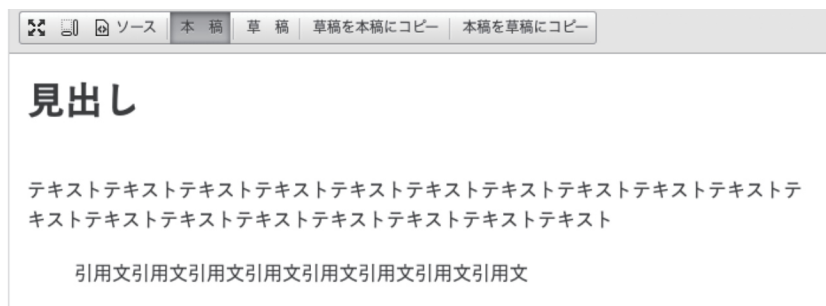 ソース 本 稿 草 稿 草稿を本稿にコピー 本稿を草稿にコピー
見出し
テキストテキストテキストテキストテキストテキストテキストテキストテキストテキストテ
キストテキストテキストテキストテキストテキストテキストテキスト
引用文引用文引用文引用文引用文引用文引用文引用文